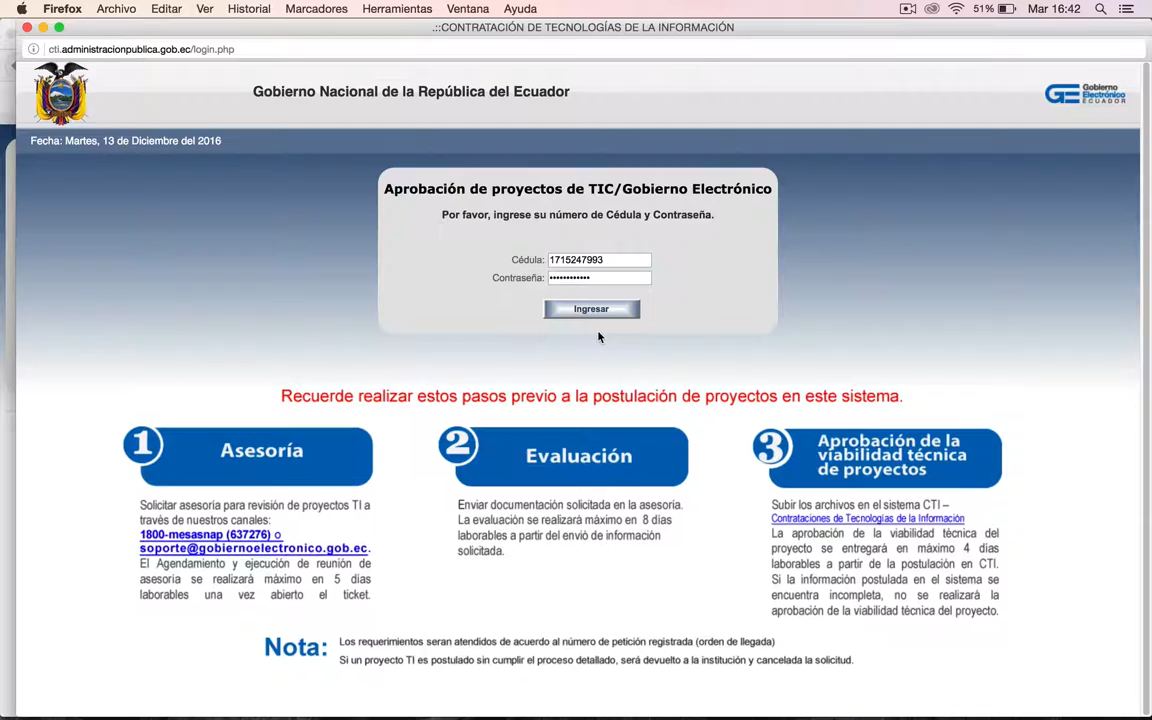 Firefox Archivo Editar Ver Historial Marcadores Herramientas Ventana Ayuda 51% Mar 16:42
.::CONTRATACIÓN DE TECNOLOGÍAS DE LA INFORMACIÓN
cti.administracionpublica.gob.ec/login.php
Gobierno Nacional de la República del Ecuador
GE Gobierno
Electrónico
ECUADOR
Fecha: Martes, 13 de Diciembre del 2016
Aprobación de proyectos de TIC/Gobierno Electrónico
Por favor, ingrese su número de Cédula y Contraseña.
Cédula: 1715247993
Contraseña: ••••••••••••
Ingresar
Recuerde realizar estos pasos previo a la postulación de proyectos en este sistema.
1 Asesoría
Solicitar asesoría para revisión de proyectos TI a
través de nuestros canales:
1800-mesasnap (637276) o
soporte@gobiernoelectronico.gob.ec.
El Agendamiento y ejecución de reunión de
asesoría se realizará máximo en 5 días
laborables una vez abierto el ticket.
2 Evaluación
Enviar documentación solicitada en la asesoría.
La evaluación se realizará máximo en 8 días
laborables a partir del envió de información
solicitada.
3 Aprobación de la
viabilidad técnica
de proyectos
Subir los archivos en el sistema CTI –
Contrataciones de Tecnologías de la Información
La aprobación de la viabilidad técnica del
proyecto se entregará en máximo 4 días
laborables a partir de la postulación en CTI.
Si la información postulada en el sistema se
encuentra incompleta, no se realizará la
aprobación de la viabilidad técnica del proyecto.
Nota:
Los requerimientos seran atendidos de acuerdo al número de petición registrada (orden de llegada)
Si un proyecto TI es postulado sin cumplir el proceso detallado, será devuelto a la institución y cancelada la solicitud.